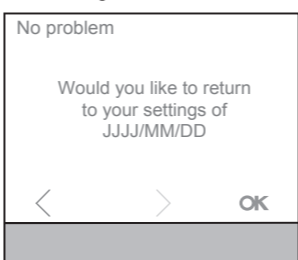 No problem
Would you like to return
to your settings of
JJJJ/MM/DD
< > OK